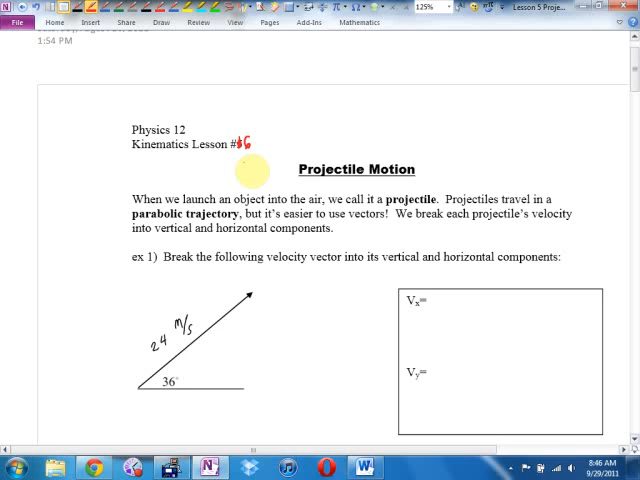 File Home Insert Share Draw Review View Pages Add-Ins Mathematics
125% Lesson 5 Proje...
1:54 PM
Physics 12
Kinematics Lesson #6
Projectile Motion
When we launch an object into the air, we call it a projectile. Projectiles travel in a
parabolic trajectory, but it's easier to use vectors! We break each projectile's velocity
into vertical and horizontal components.
ex 1) Break the following velocity vector into its vertical and horizontal components:
24 m/s
36°
Vx=
Vy=
8:46 AM
9/29/2011